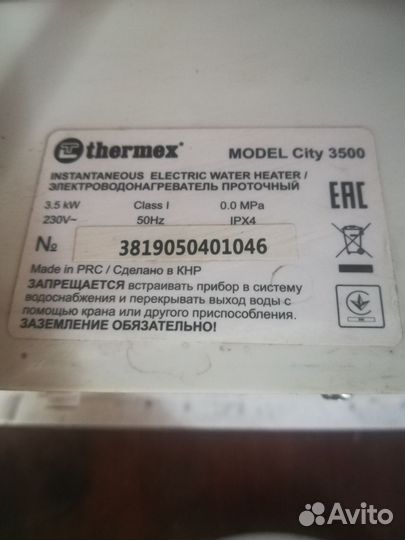 thermex® MODEL City 3500
INSTANTANEOUS ELECTRIC WATER HEATER /
ЭЛЕКТРОВОДОНАГРЕВАТЕЛЬ ПРОТОЧНЫЙ
3.5 kW Class I 0.0 MPa
230V~ 50Hz IPX4
EAC
№ 3819050401046
Made in PRC / Сделано в КНР
ЗАПРЕЩАЕТСЯ встраивать прибор в систему
водоснабжения и перекрывать выход воды с
помощью крана или другого приспособления.
ЗАЗЕМЛЕНИЕ ОБЯЗАТЕЛЬНО!
Avito